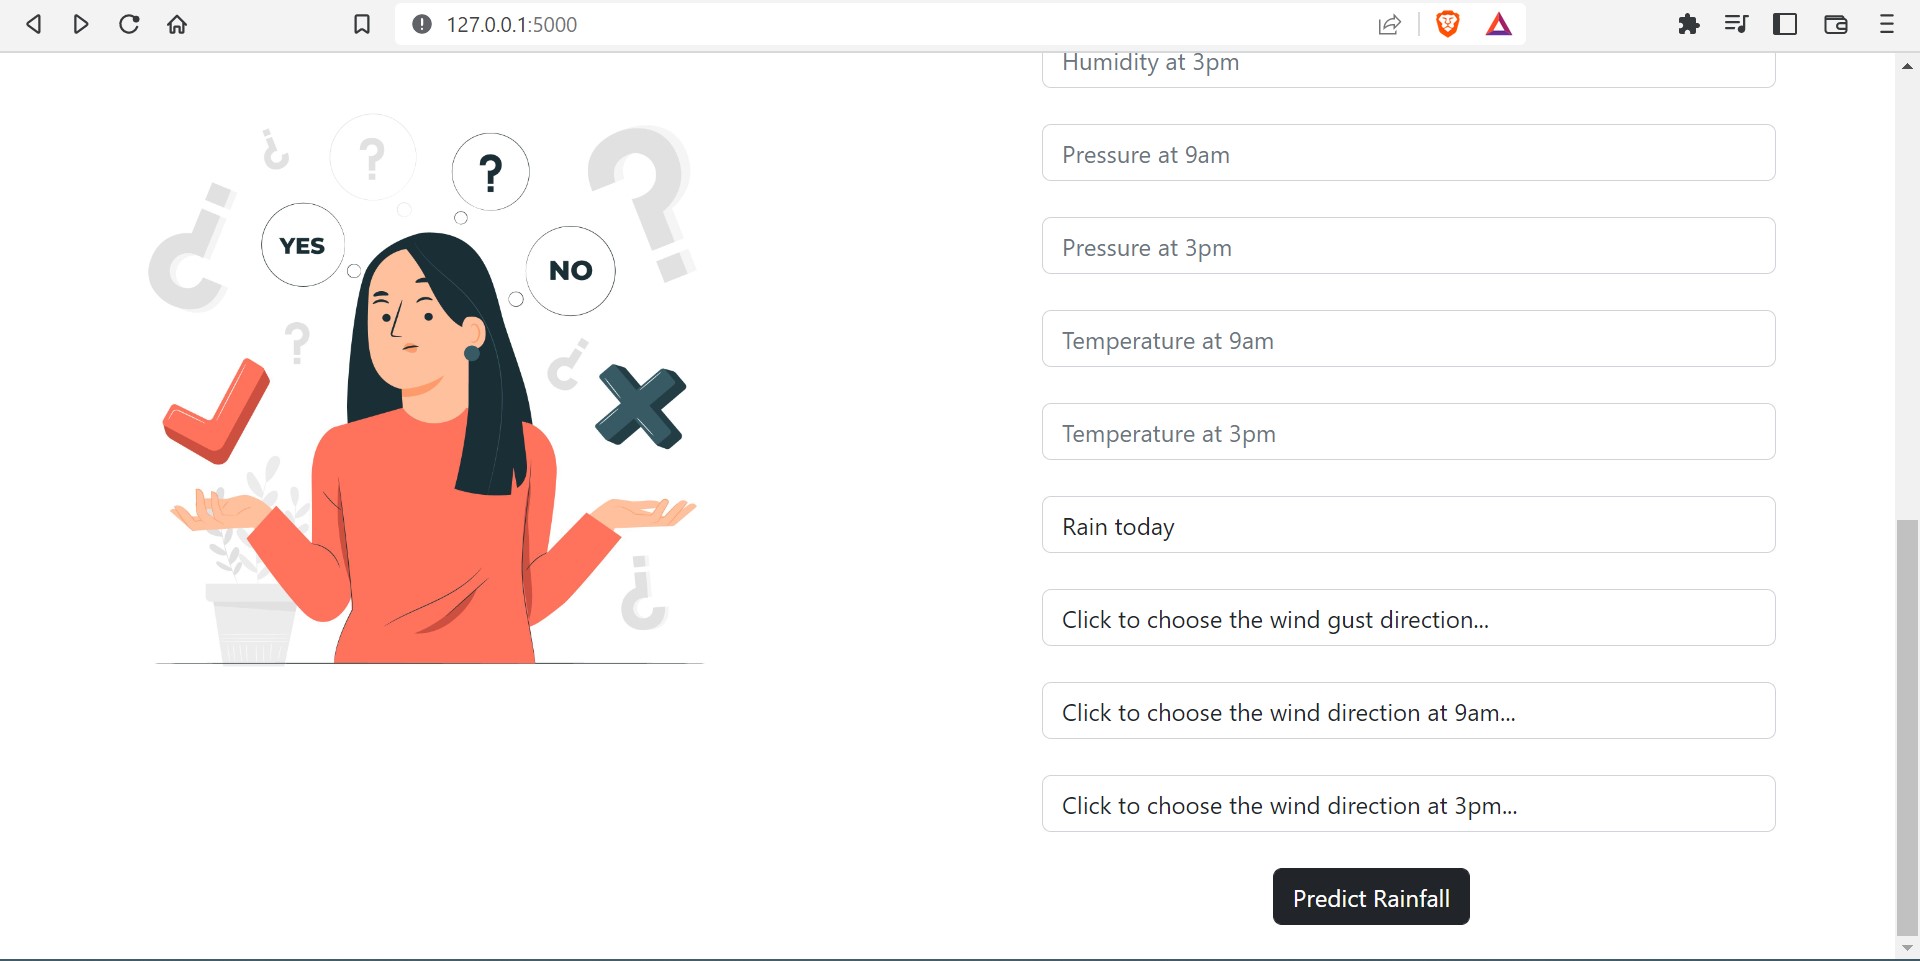 127.0.0.1:5000
Humidity at 3pm
Pressure at 9am
Pressure at 3pm
Temperature at 9am
Temperature at 3pm
Rain today
Click to choose the wind gust direction...
Click to choose the wind direction at 9am...
Click to choose the wind direction at 3pm...
Predict Rainfall
?
?
?
?
YES
NO
?
?
?
?